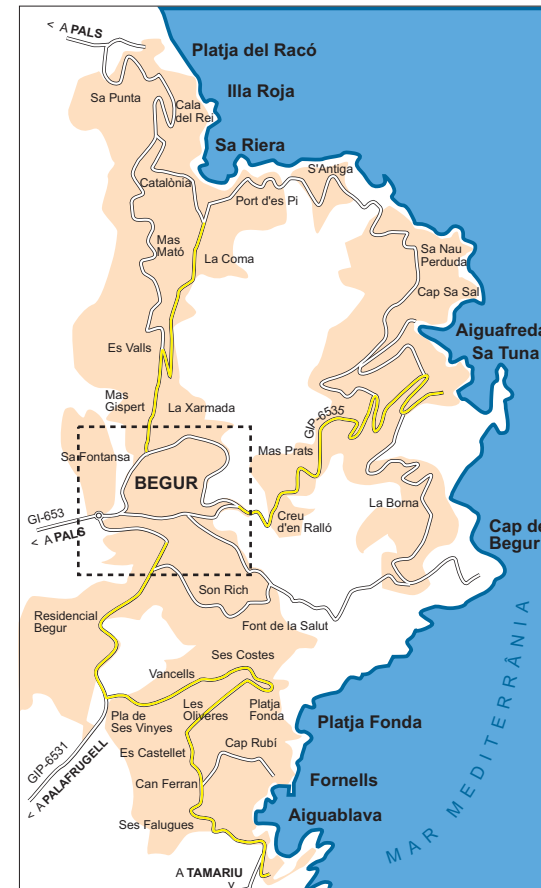 < A PALS
Platja del Racó
Illa Roja
Sa Punta
Cala
del Rei
Sa Riera
S'Antiga
Catalònia
Port d'es Pi
Mas
Mató
La Coma
Sa Nau
Perduda
Cap Sa Sal
Aiguafreda
Sa Tuna
Es Valls
Mas
Gispert
La Xarmada
GIP-6535
Mas Prats
Sa Fontansa
BEGUR
La Borna
GI-653
< A PALS
Creu
d'en Ralló
Cap de
Begur
Son Rich
Residencial
Begur
Font de la Salut
Ses Costes
Vancells
Pla de
Ses Vinyes
Les
Oliveres
Platja
Fonda
Platja Fonda
Es Castellet
Cap Rubí
GIP-6531
< A PALAFRUGELL
Can Ferran
Fornells
Aiguablava
Ses Falugues
MAR MEDITERRÂNIA
A TAMARIU
v